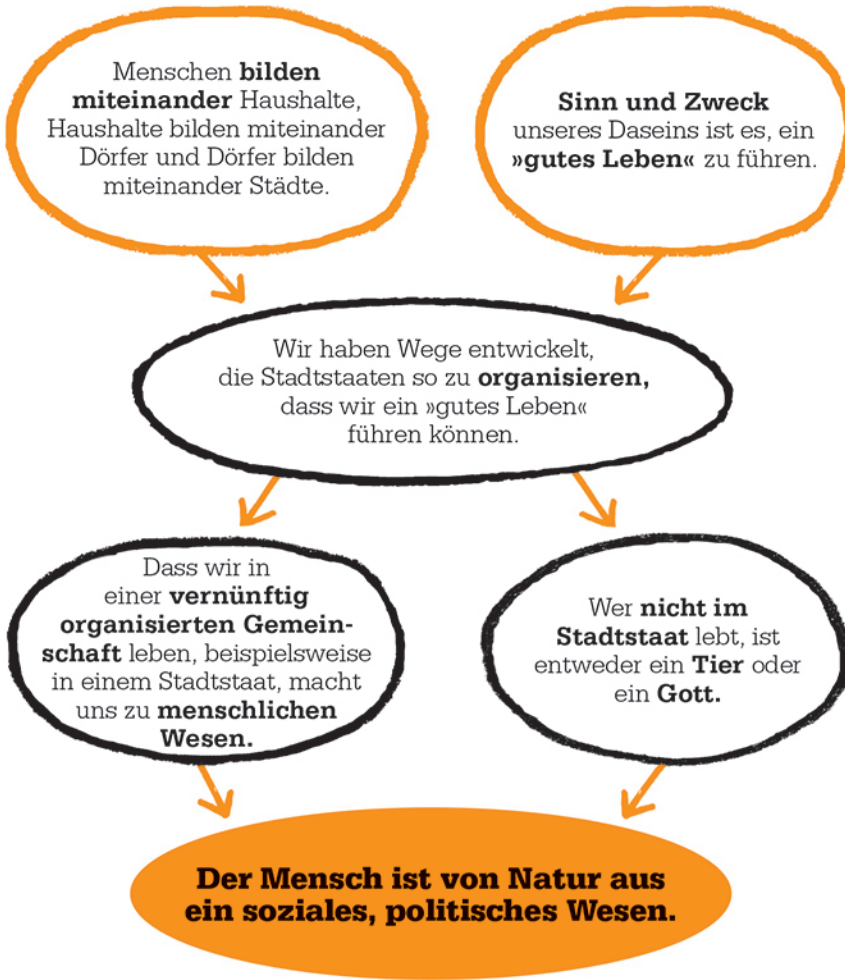 Menschen bilden
miteinander Haushalte,
Haushalte bilden miteinander
Dörfer und Dörfer bilden
miteinander Städte.
Sinn und Zweck
unseres Daseins ist es, ein
»gutes Leben« zu führen.
Wir haben Wege entwickelt,
die Stadtstaaten so zu organisieren,
dass wir ein »gutes Leben«
führen können.
Dass wir in
einer vernünftig
organisierten Gemein-
schaft leben, beispielsweise
in einem Stadtstaat, macht
uns zu menschlichen
Wesen.
Wer nicht im
Stadtstaat lebt, ist
entweder ein Tier oder
ein Gott.
Der Mensch ist von Natur aus
ein soziales, politisches Wesen.